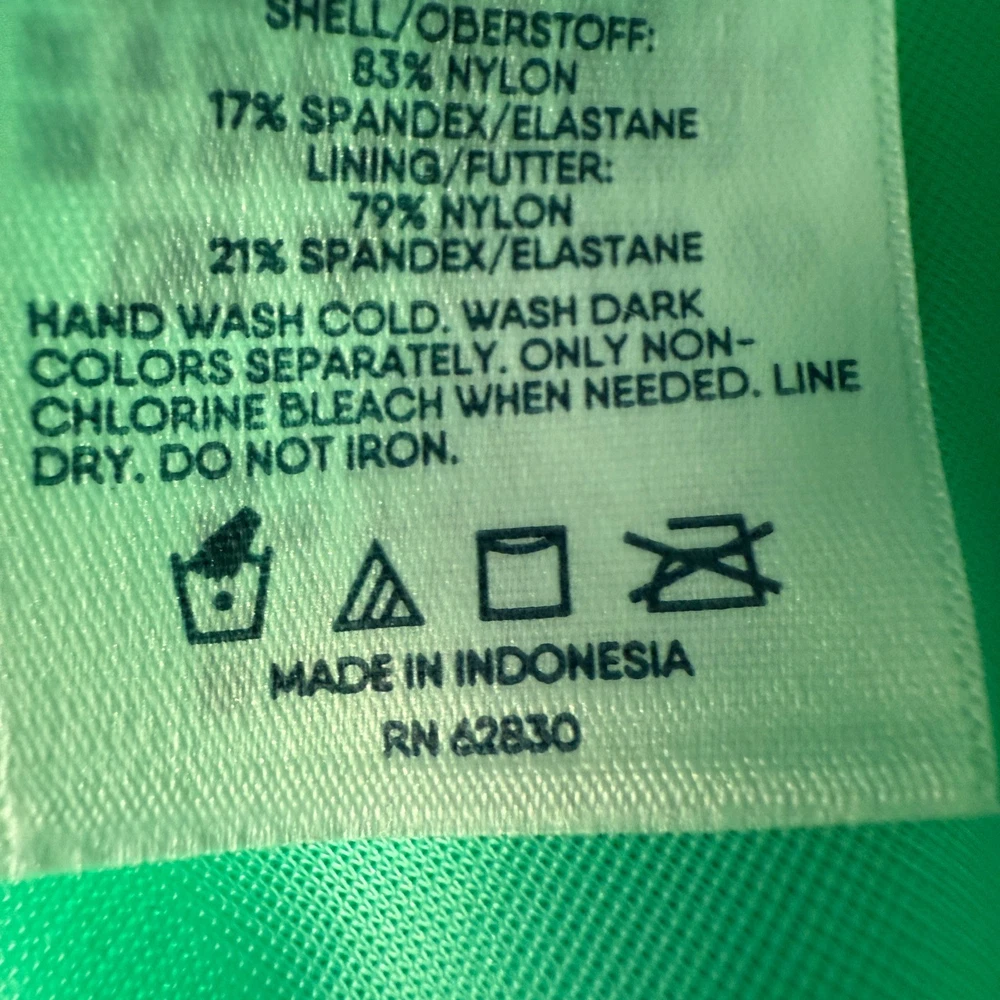 SHELL/OBERSTOFF:
83% NYLON
17% SPANDEX/ELASTANE
LINING/FUTTER:
79% NYLON
21% SPANDEX/ELASTANE
HAND WASH COLD. WASH DARK
COLORS SEPARATELY. ONLY NON-
CHLORINE BLEACH WHEN NEEDED. LINE
DRY. DO NOT IRON.
MADE IN INDONESIA
RN 62830